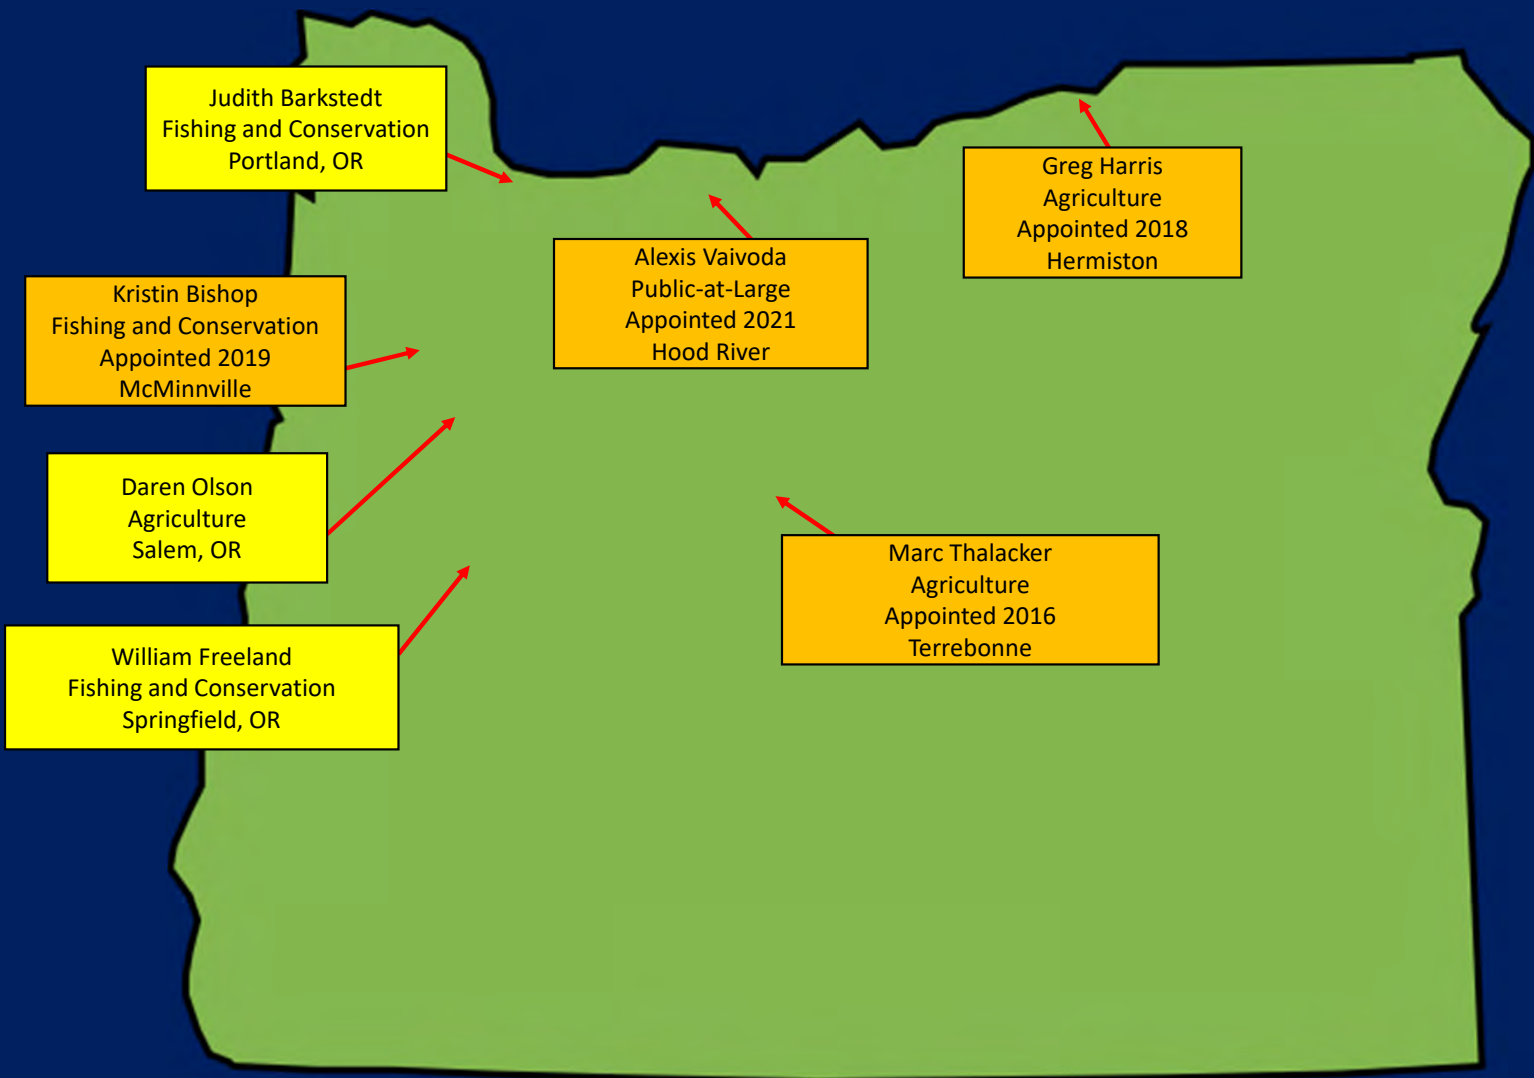 Judith Barkstedt
Fishing and Conservation
Portland, OR
Greg Harris
Agriculture
Appointed 2018
Hermiston
Alexis Vaivoda
Public-at-Large
Appointed 2021
Hood River
Kristin Bishop
Fishing and Conservation
Appointed 2019
McMinnville
Daren Olson
Agriculture
Salem, OR
Marc Thalacker
Agriculture
Appointed 2016
Terrebonne
William Freeland
Fishing and Conservation
Springfield, OR